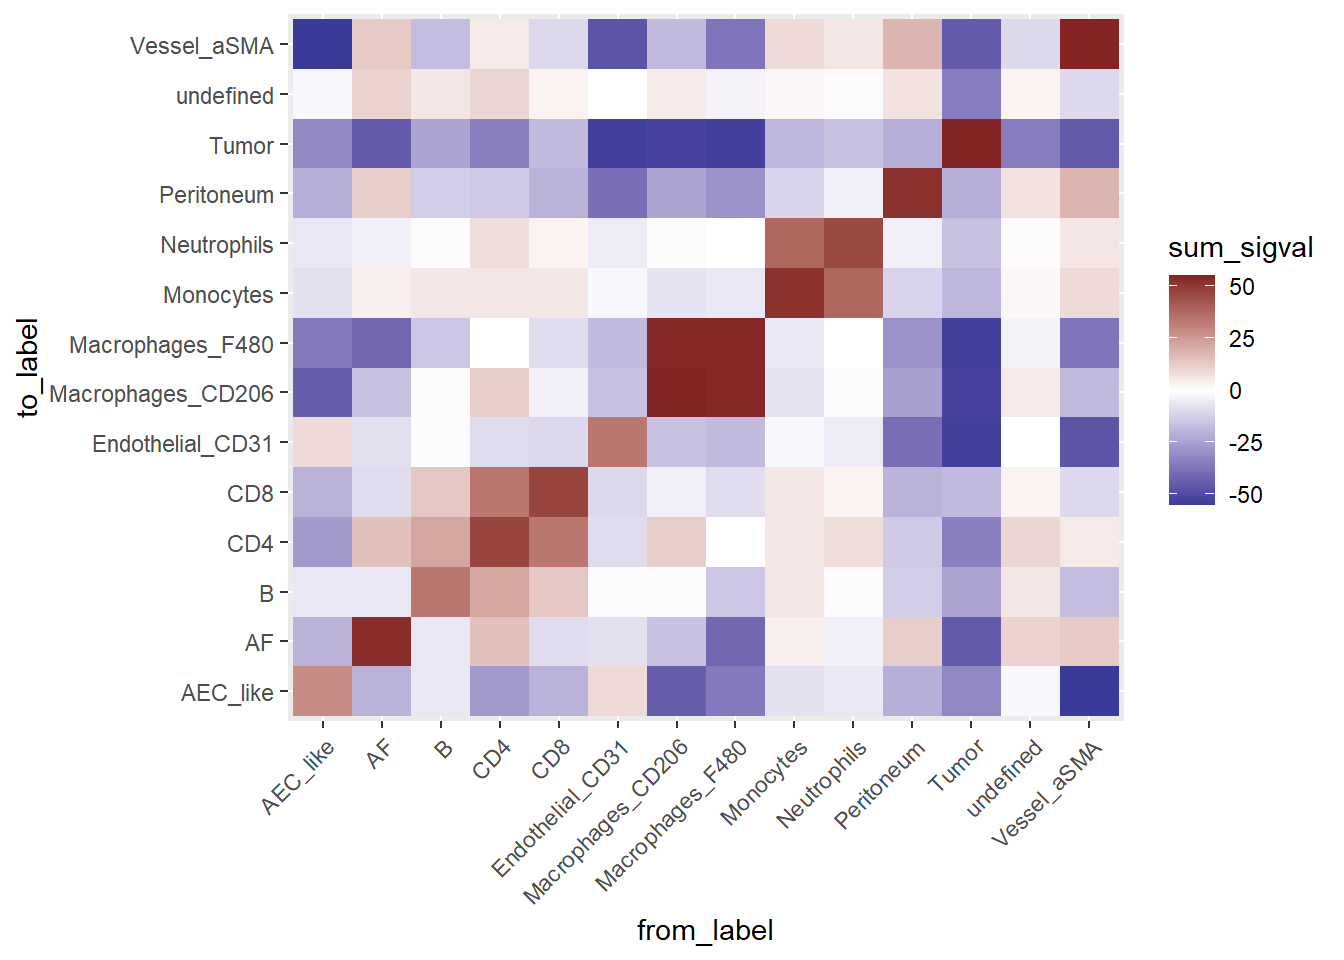 to_label
Vessel_aSMA
undefined
Tumor
Peritoneum
Neutrophils
Monocytes
Macrophages_F480
Macrophages_CD206
Endothelial_CD31
CD8
CD4
B
AF
AEC_like
AEC_like
AF
B
CD4
CD8
Endothelial_CD31
Macrophages_CD206
Macrophages_F480
Monocytes
Neutrophils
Peritoneum
Tumor
undefined
Vessel_aSMA
from_label
sum_sigval
50
25
0
-25
-50